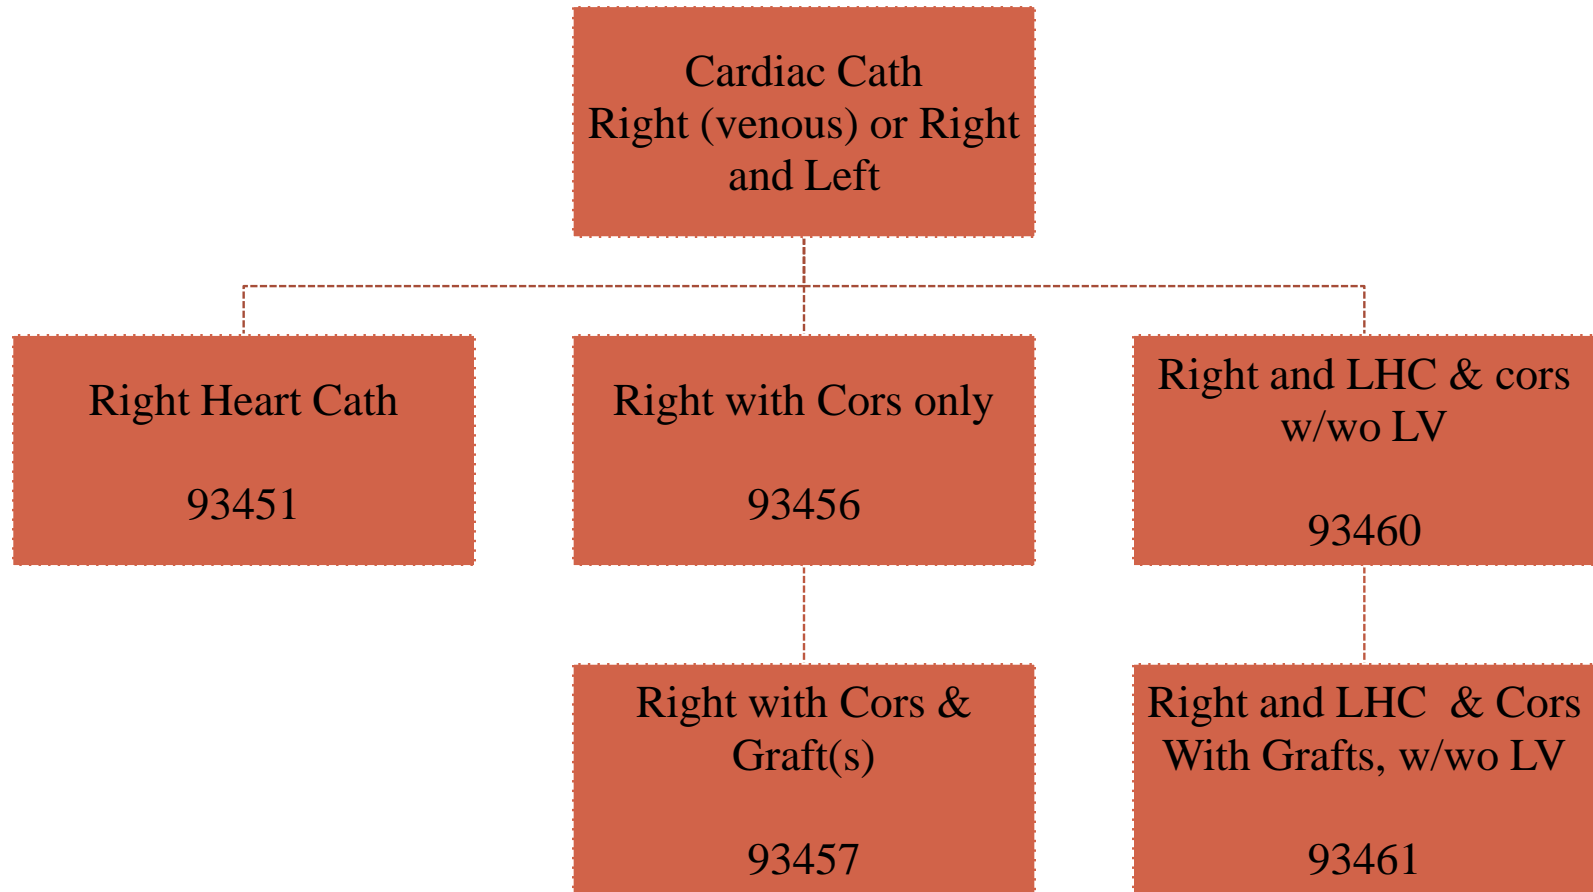 Cardiac Cath
Right (venous) or Right
and Left
Right Heart Cath
93451
Right with Cors only
93456
Right and LHC & cors
w/wo LV
93460
Right with Cors &
Graft(s)
93457
Right and LHC & Cors
With Grafts, w/wo LV
93461